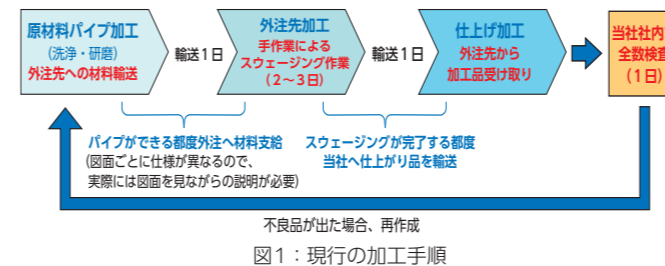 原材料パイプ加工
(洗浄・研磨)
外注先への材料輸送
輸送1日
外注先加工
手作業による
スウェージング作業
(2～3日)
輸送1日
仕上げ加工
外注先から
加工品受け取り
当社社内
全数検査
(1日)
パイプができる都度外注へ材料支給
(図面ごとに仕様が異なるので、
実際には図面を見ながらの説明が必要)
スウェージングが完了する都度
当社へ仕上がり品を輸送
不良品が出た場合、再作成
図1：現行の加工手順